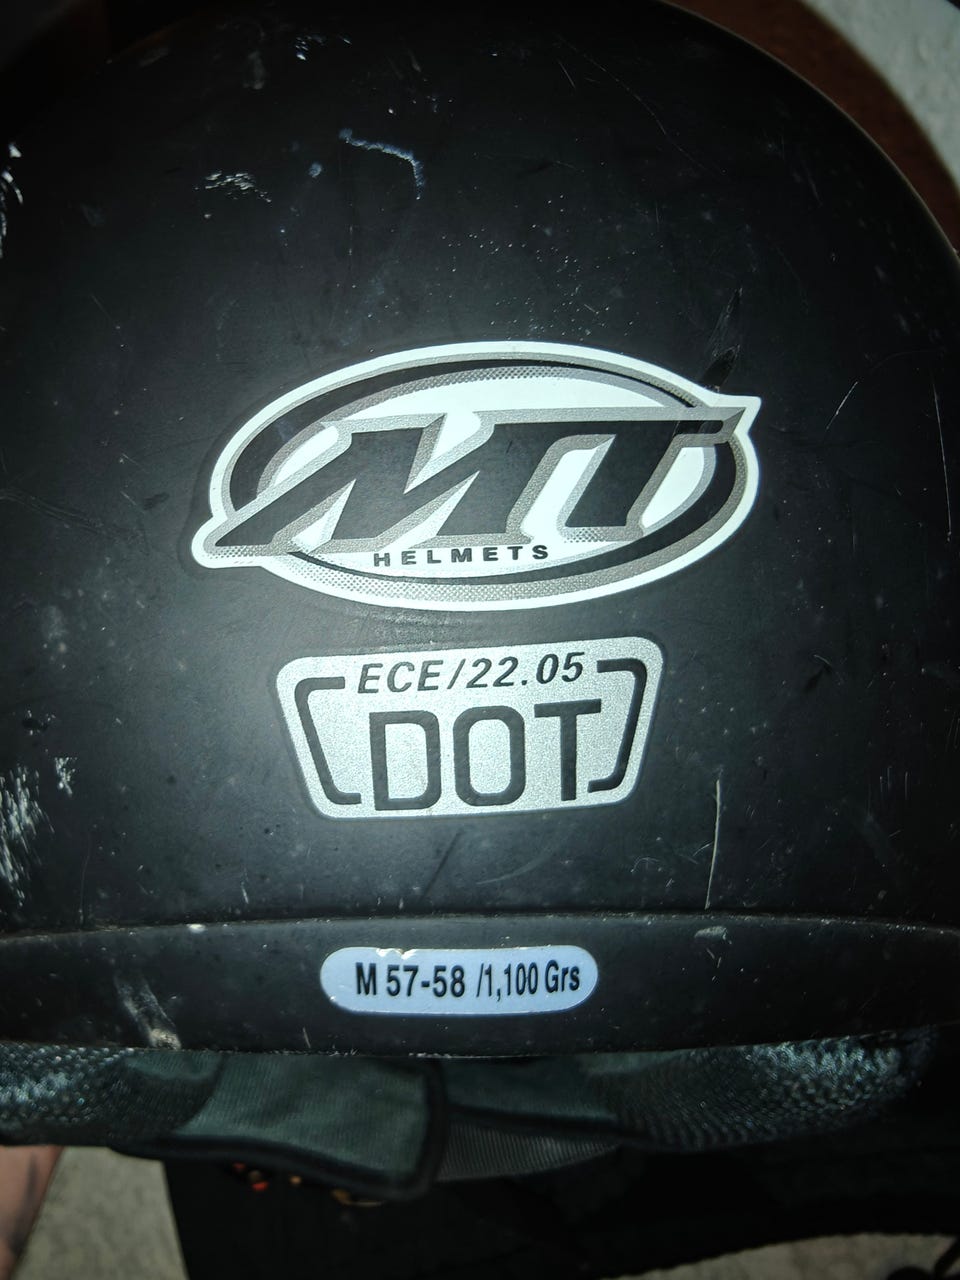 MT
HELMETS
ECE/22.05
DOT
M 57-58 /1,100 Grs